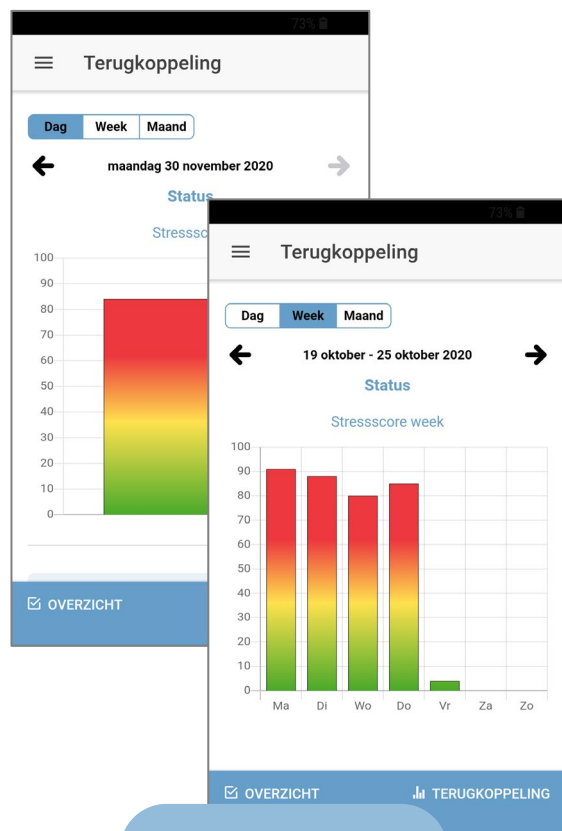 73%
Terugkoppeling
Dag Week Maand
maandag 30 november 2020
Status
100
90
80
70
60
50
40
30
20
10
0
OVERZICHT
73%
Terugkoppeling
Dag Week Maand
19 oktober - 25 oktober 2020
Status
Stressscore week
100
90
80
70
60
50
40
30
20
10
0
Ma Di Wo Do Vr Za Zo
OVERZICHT TERUGKOPPELING